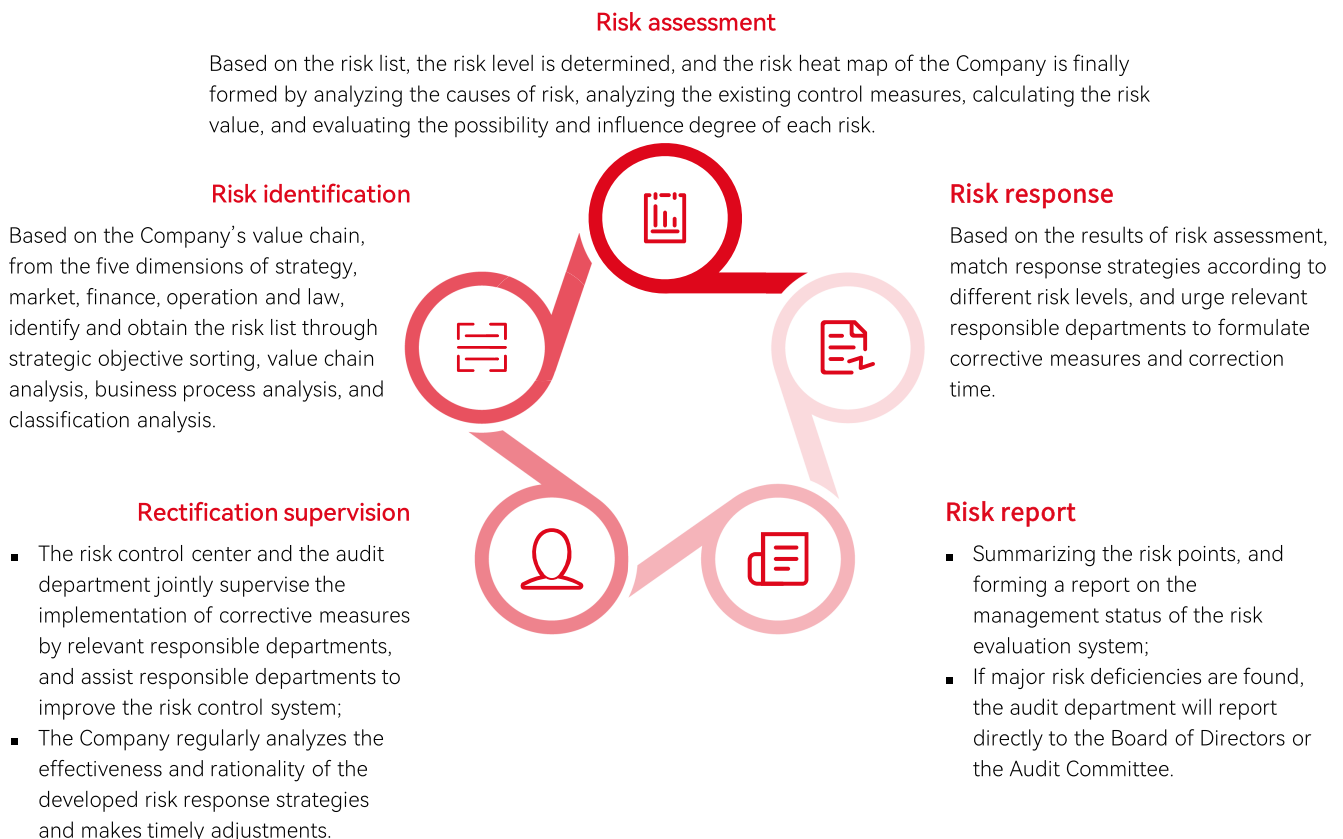 Risk assessment
Based on the risk list, the risk level is determined, and the risk heat map of the Company is finally
formed by analyzing the causes of risk, analyzing the existing control measures, calculating the risk
value, and evaluating the possibility and influence degree of each risk.
Risk identification
Based on the Company's value chain,
from the five dimensions of strategy,
market, finance, operation and law,
identify and obtain the risk list through
strategic objective sorting, value chain
analysis, business process analysis, and
classification analysis.
Risk response
Based on the results of risk assessment,
match response strategies according to
different risk levels, and urge relevant
responsible departments to formulate
corrective measures and correction
time.
Rectification supervision
▪ The risk control center and the audit
department jointly supervise the
implementation of corrective measures
by relevant responsible departments,
and assist responsible departments to
improve the risk control system;
▪ The Company regularly analyzes the
effectiveness and rationality of the
developed risk response strategies
and makes timely adjustments.
Risk report
▪ Summarizing the risk points, and
forming a report on the
management status of the risk
evaluation system;
▪ If major risk deficiencies are found,
the audit department will report
directly to the Board of Directors or
the Audit Committee.